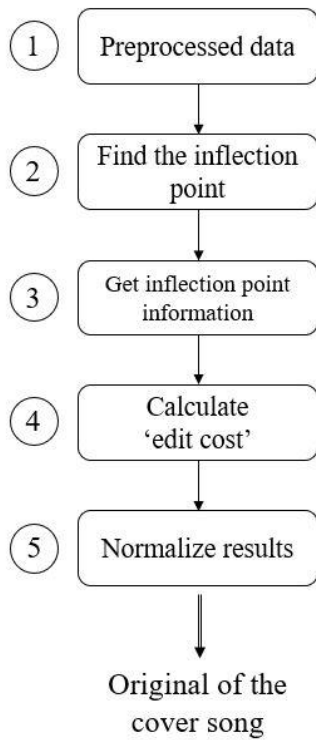 1 Preprocessed data
2 Find the inflection
point
3 Get inflection point
information
4 Calculate
‘edit cost’
5 Normalize results
Original of the
cover song